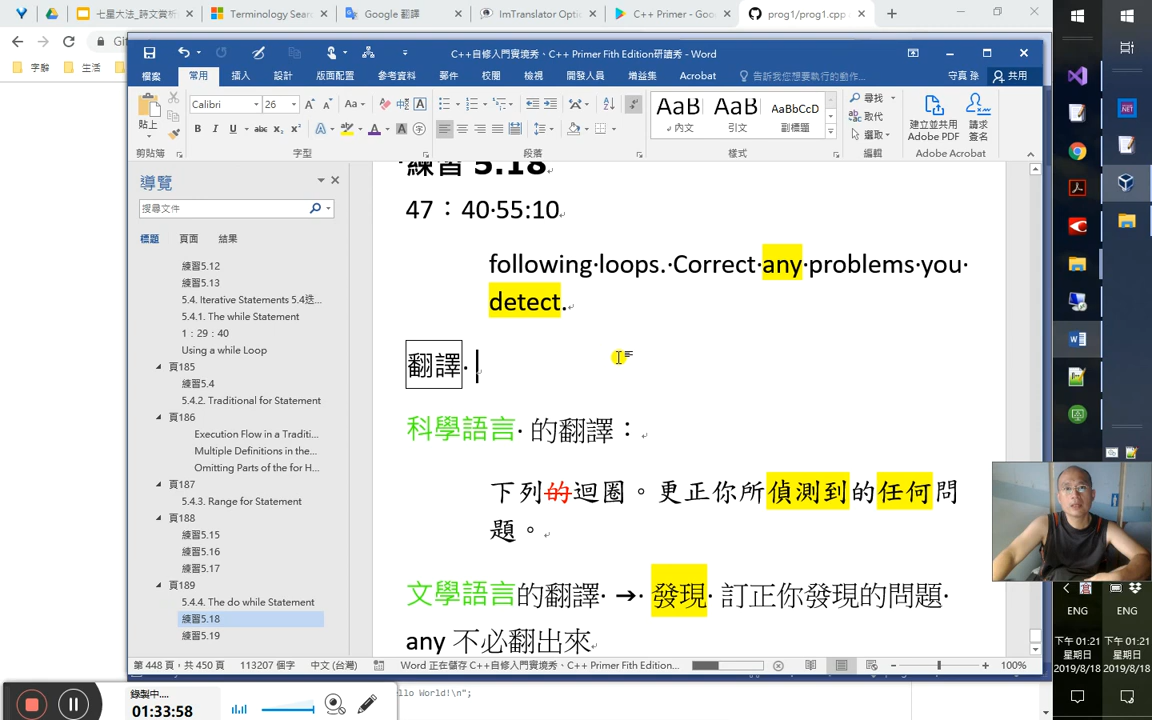 七星大法_時文賞析
Terminology Search
Google 翻譯
ImTranslator Opti
C++ Primer - Goo
prog1/prog1.cpp
字辭
生活
C++自修入門實境秀、C++ Primer Fith Edition研讀秀 - Word
檔案
常用
插入
設計
版面配置
參考資料
郵件
校閱
檢視
開發人員
增益集
Acrobat
告訴我您想要執行的動作...
守真 孫
共用
貼上
Calibri
26
剪貼簿
字型
段落
AaB 內文
AaB 引文
AaBbCcD 副標題
樣式
尋找
取代
選取
編輯
建立並共用 Adobe PDF
請求 簽名
Adobe Acrobat
導覽
搜尋文件
標題 頁面 結果
練習5.12
練習5.13
5.4. Iterative Statements 5.4迭...
5.4.1. The while Statement
1：29：40
Using a while Loop
頁185
練習5.4
5.4.2. Traditional for Statement
頁186
Execution Flow in a Traditi...
Multiple Definitions in the...
Omitting Parts of the for H...
頁187
5.4.3. Range for Statement
頁188
練習5.15
練習5.16
練習5.17
頁189
5.4.4. The do while Statement
練習5.18
練習5.19
練習 5.18
47：40·55:10
following·loops.·Correct·any·problems·you·
detect.
翻譯·
科學語言· 的翻譯：
下列的迴圈。更正你所偵測到的任何問
題。
文學語言的翻譯· → 發現· 訂正你發現的問題·
any 不必翻出來
第 448 頁，共 450 頁
113207 個字
中文 (台灣)
Word 正在儲存 C++自修入門實境秀、C++ Primer Fifth Edition...
100%
ello World!\n";
錄製中....
01:33:58
ENG
下午 01:21
星期日
2019/8/18
ENG
下午 01:21
星期日
2019/8/18